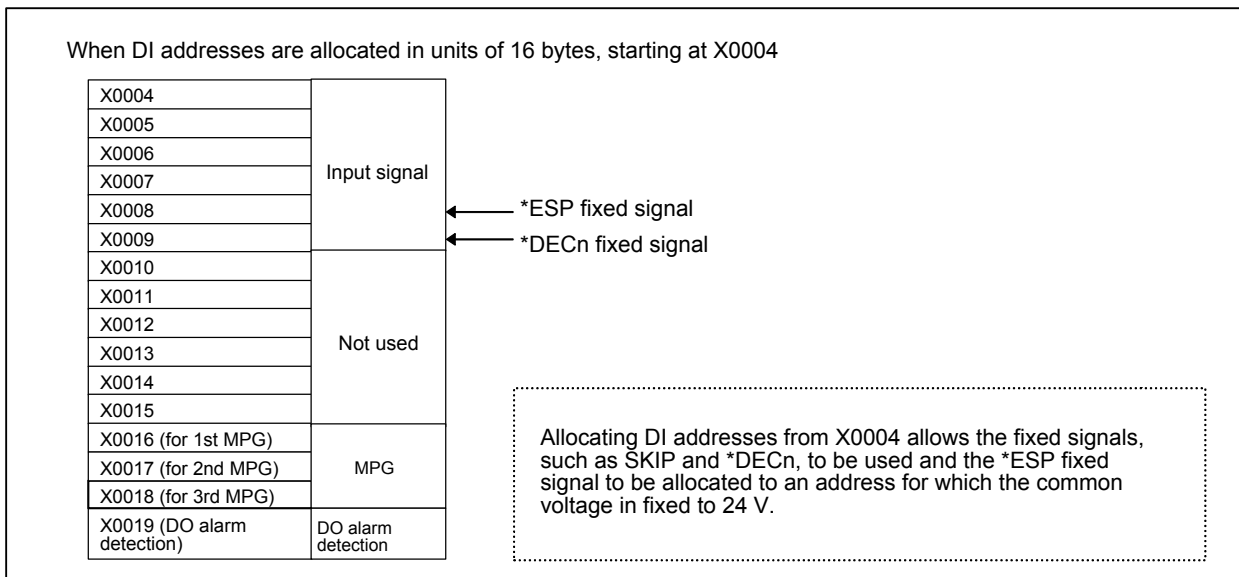 When DI addresses are allocated in units of 16 bytes, starting at X0004
X0004
X0005
X0006
X0007
Input signal
X0008
*ESP fixed signal
X0009
*DECn fixed signal
X0010
X0011
X0012
X0013
Not used
X0014
X0015
X0016 (for 1st MPG)
X0017 (for 2nd MPG)
MPG
X0018 (for 3rd MPG)
X0019 (DO alarm
detection)
DO alarm
detection
Allocating DI addresses from X0004 allows the fixed signals,
such as SKIP and *DECn, to be used and the *ESP fixed
signal to be allocated to an address for which the common
voltage in fixed to 24 V.